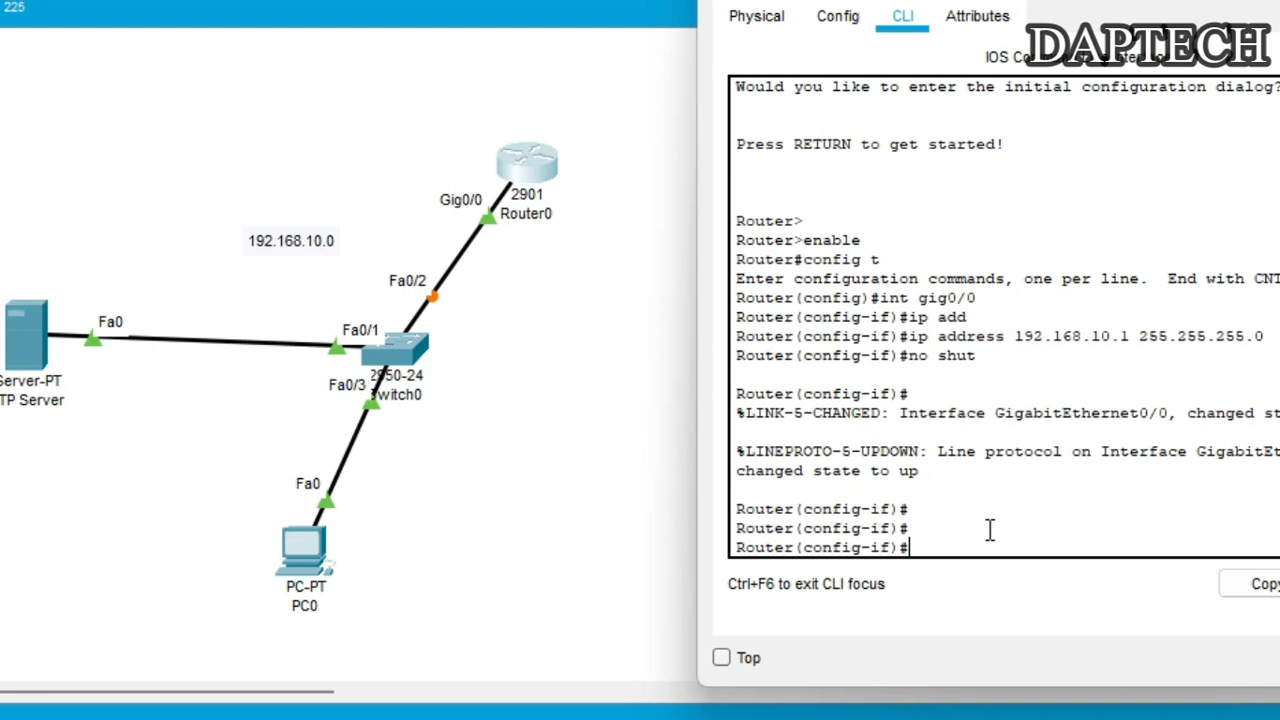 225
Physical Config CLI Attributes
DAPTECH
Would you like to enter the initial configuration dialog?
Press RETURN to get started!
Router>
Router>enable
Router#config t
Enter configuration commands, one per line. End with CNT
Router(config)#int gig0/0
Router(config-if)#ip add
Router(config-if)#ip address 192.168.10.1 255.255.255.0
Router(config-if)#no shut
Router(config-if)#
%LINK-5-CHANGED: Interface GigabitEthernet0/0, changed st
%LINEPROTO-5-UPDOWN: Line protocol on Interface GigabitEt
changed state to up
Router(config-if)#
Router(config-if)#
Router(config-if)#
Ctrl+F6 to exit CLI focus
Copy
Top
Gig0/0
2901
Router0
192.168.10.0
Fa0/2
Fa0
Fa0/1
Server-PT
TP Server
2950-24
Switch0
Fa0/3
Fa0
PC-PT
PC0